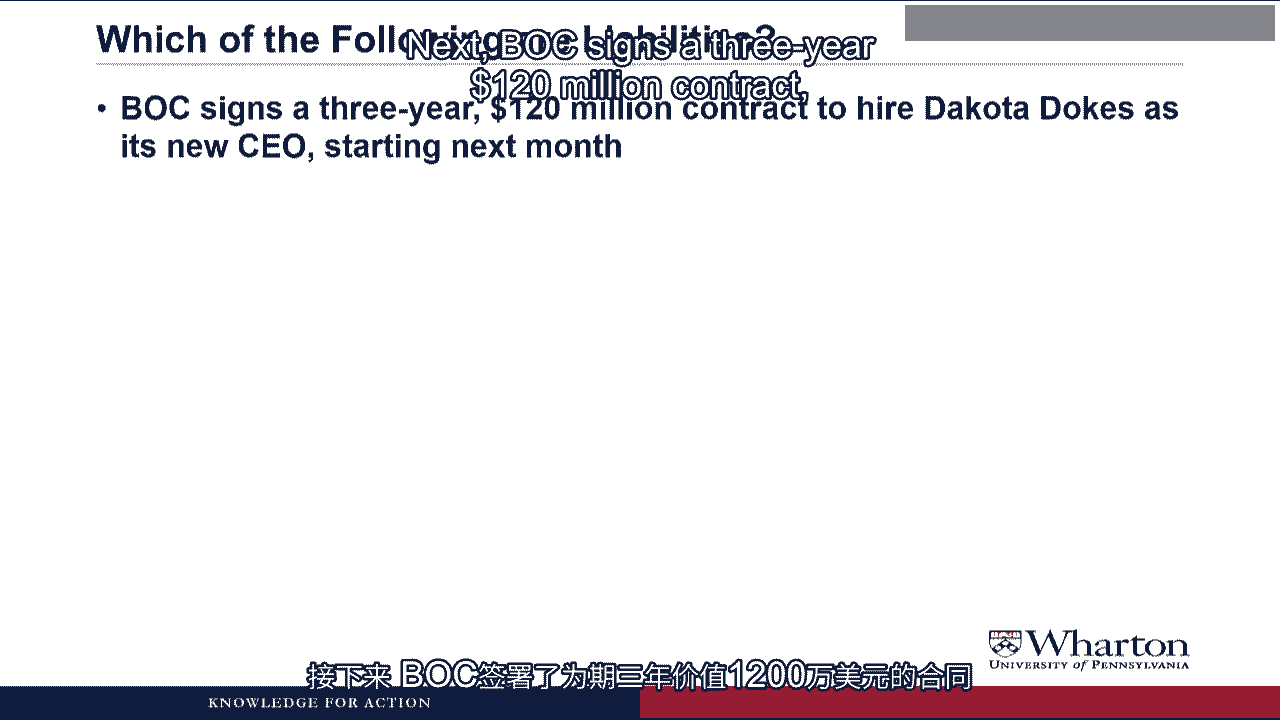 Which of the Following are Liabilities?
Next, BOC signs a three-year
$120 million contract,
• BOC signs a three-year, $120 million contract to hire Dakota Dokes as
its new CEO, starting next month
Wharton
UNIVERSITY of PENNSYLVANIA
接下来 BOC签署了为期三年价值1200万美元的合同
KNOWLEDGE FOR ACTION